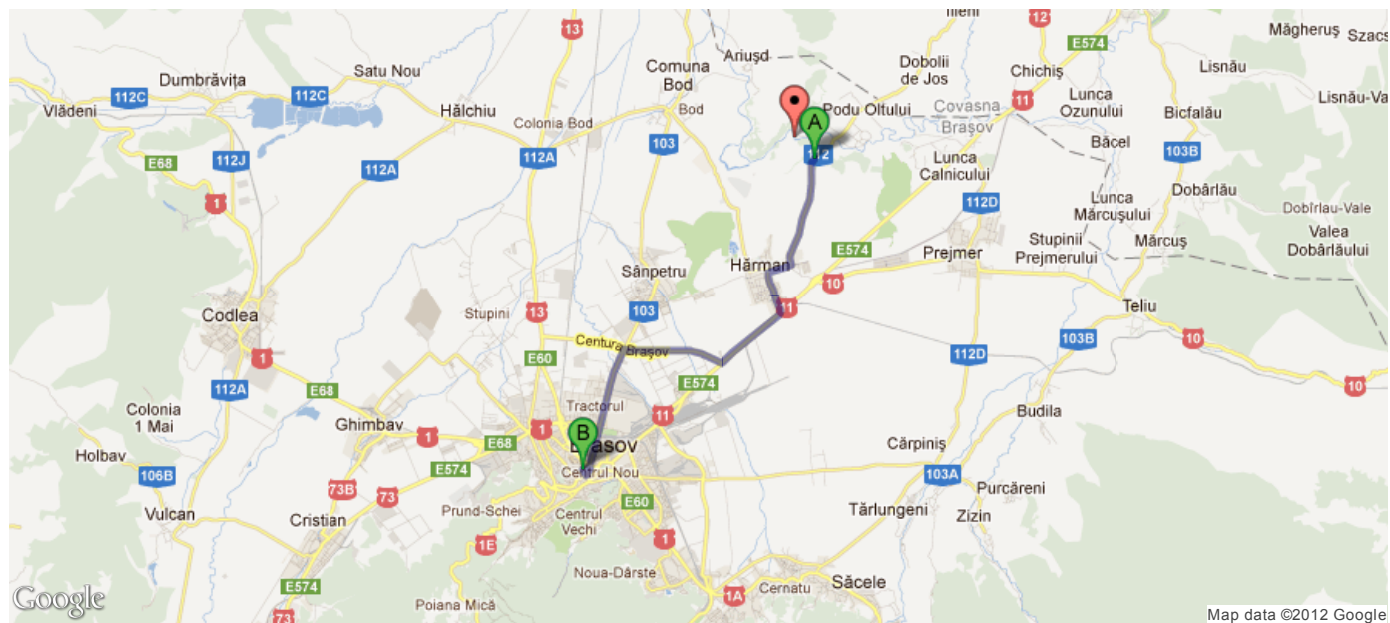 Ilieni
13
Ariușd
12
E574
Măgheruș
Szacs
Dumbrăvița
Satu Nou
Comuna
Bod
Dobolii
de Jos
Chichiș
Lisnău
Vlădeni
112C
112C
Hălchiu
Bod
Podu Oltului
Covasna
11
Lunca
Ozunului
Bicfalău
Lisnău-Va
Colonia Bod
A
Brașov
E68
112J
112A
112A
103
112
Băcel
103B
Lunca
Calnicului
1
112D
Lunca
Mărcușului
Dobârlău
Dobîrlau-Vale
Valea
Dobârlăului
Stupinii
Prejmerului
Mărcuș
E574
Prejmer
Hărman
Sânpetru
10
Codlea
Stupini
13
103
11
Teliu
Centura Brașov
103B
10
1
E60
112D
112A
E68
E574
10
Colonia
1 Mai
Tractorul
11
Budila
Ghimbav
1
E68
1
B
Brasov
Cărpiniș
Holbav
106B
E574
Centrul Nou
103A
73B
73
E60
Purcăreni
Vulcan
Cristian
Prund-Schei
Centrul
Vechi
Tărlungeni
Zizin
1E
1
Noua-Dârste
E574
Cernatu
Săcele
1A
Poiana Mică
73
Google
Map data ©2012 Google